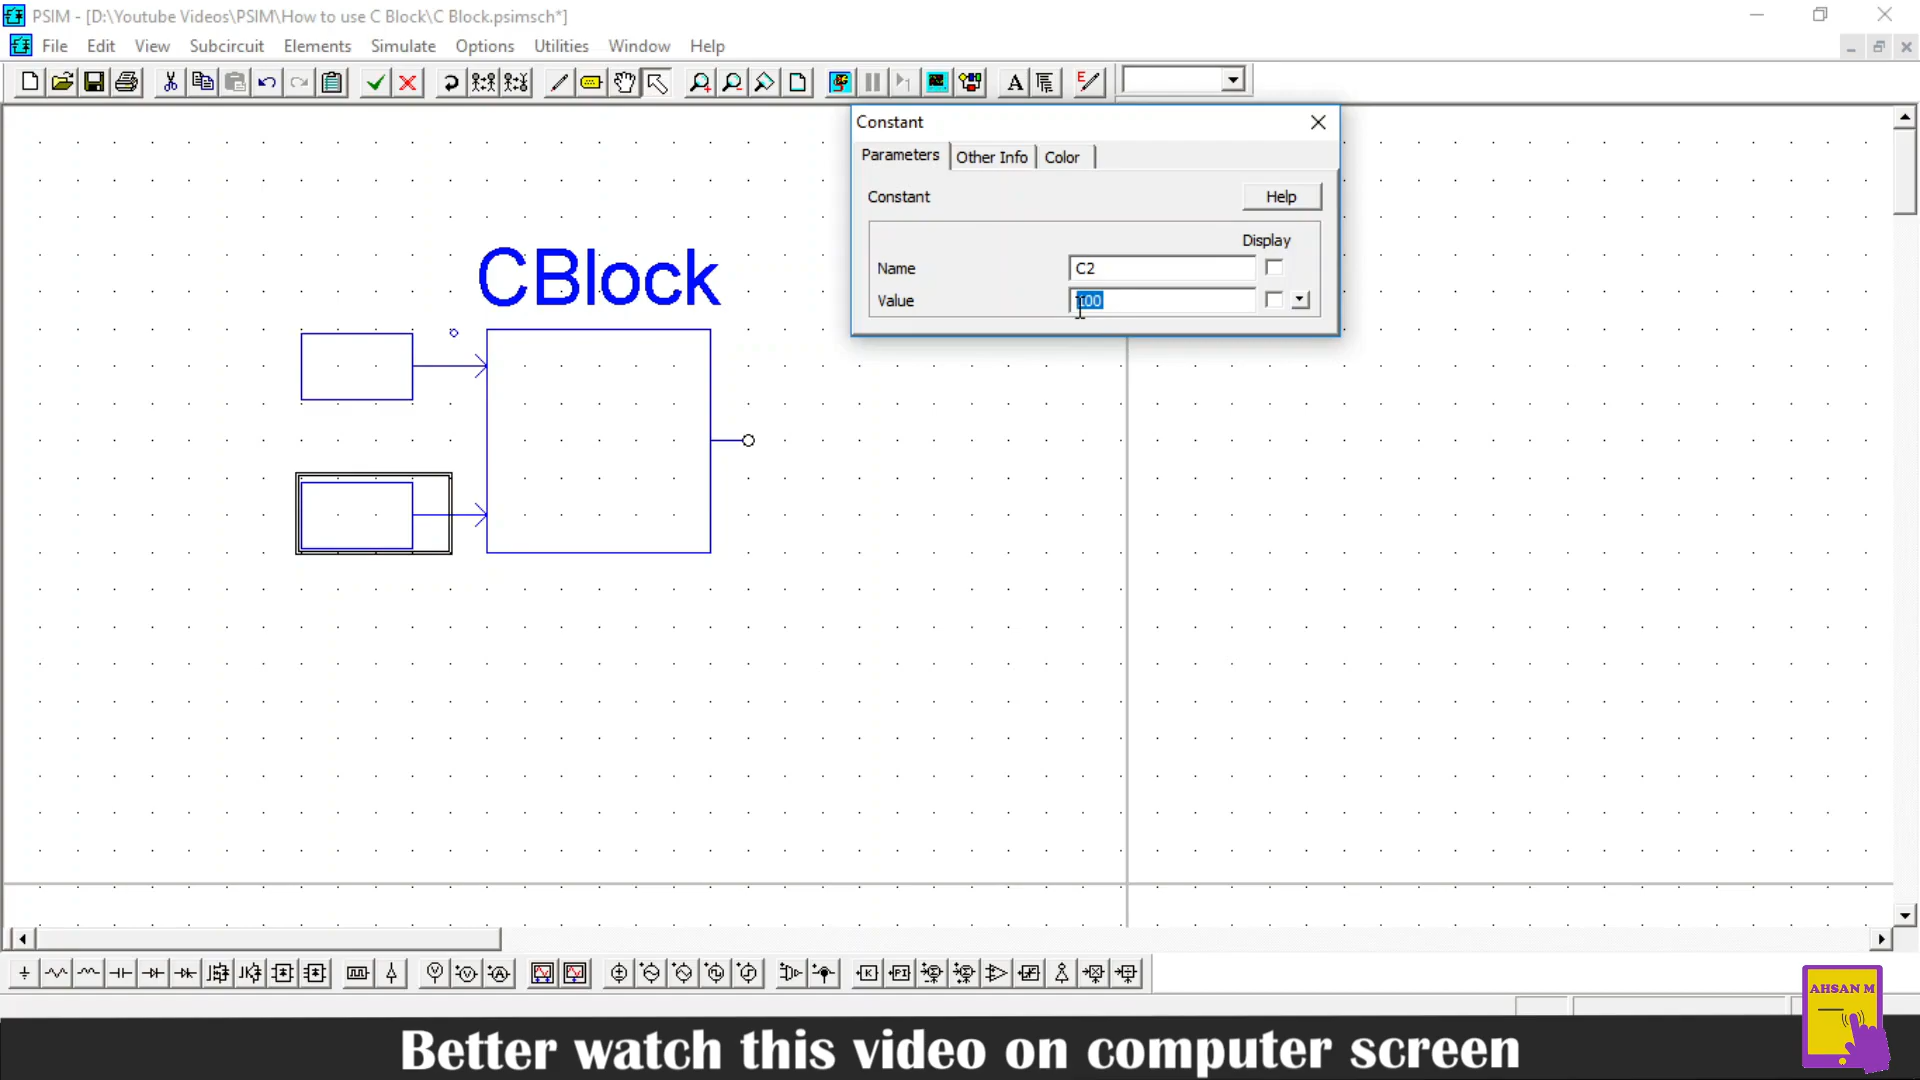 PSIM - [D:\Youtube Videos\PSIM\How to use C Block\C Block.psimsch*]
File Edit View Subcircuit Elements Simulate Options Utilities Window Help
Constant
Parameters Other Info Color
Constant Help
Display
Name C2
Value 100
CBlock
AHSAN M
Better watch this video on computer screen